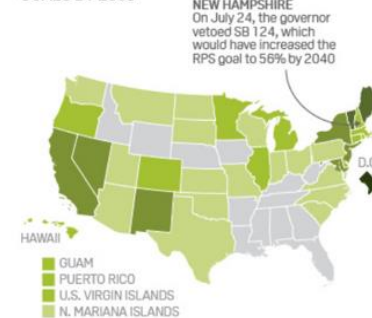 NEW HAMPSHIRE
On July 24, the governor
vetoed SB 124, which
would have increased the
RPS goal to 56% by 2040
D.C
HAWAII
GUAM
PUERTO RICO
U.S. VIRGIN ISLANDS
N. MARIANA ISLANDS